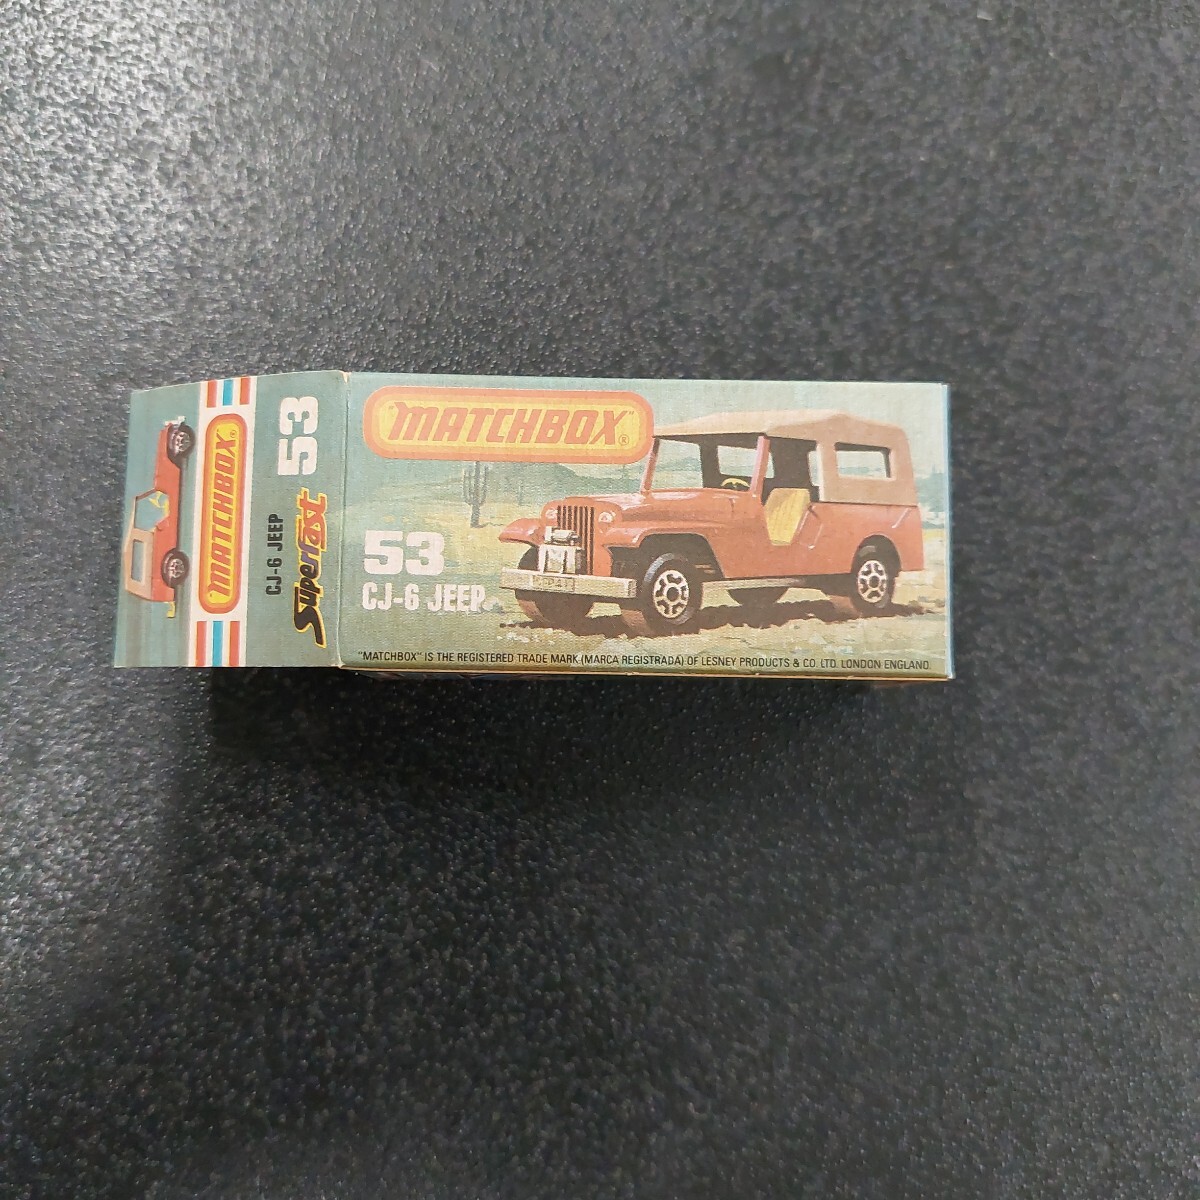 "MATCHBOX"®
53
CJ-6 JEEP
"MATCHBOX" IS THE REGISTERED TRADE MARK (MARCA REGISTRADA) OF LESNEY PRODUCTS & CO. LTD. LONDON ENGLAND.
"MATCHBOX"®
CJ-6 JEEP 53
Superfast